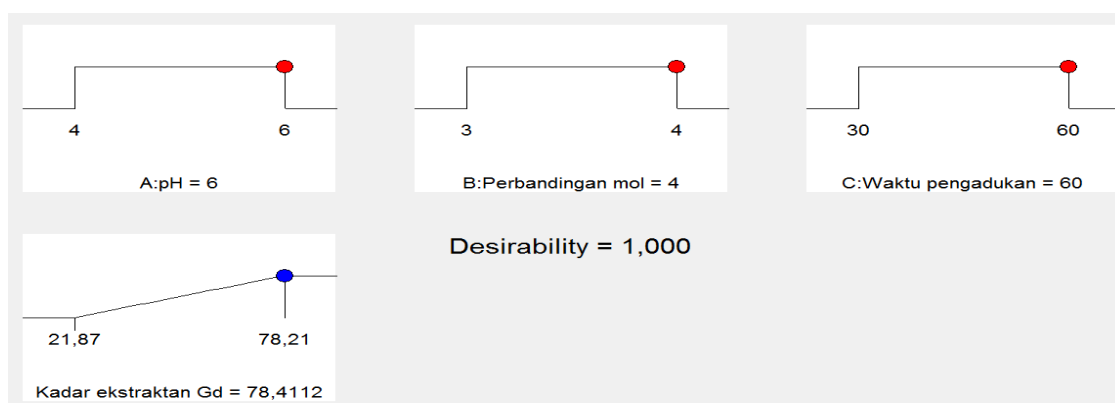 4 6
A:pH = 6
3 4
B:Perbandingan mol = 4
30 60
C:Waktu pengadukan = 60
21,87 78,21
Kadar ekstraktan Gd = 78,4112
Desirability = 1,000